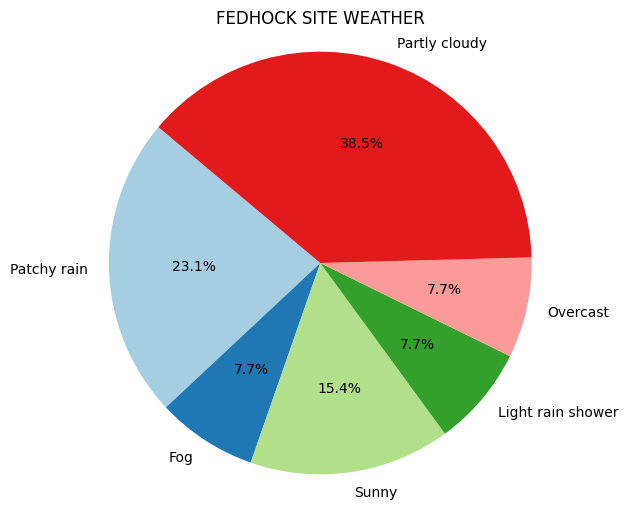 FEDHOCK SITE WEATHER
Partly cloudy
38.5%
Patchy rain
23.1%
7.7%
Overcast
7.7%
7.7%
15.4%
Light rain shower
Fog
Sunny